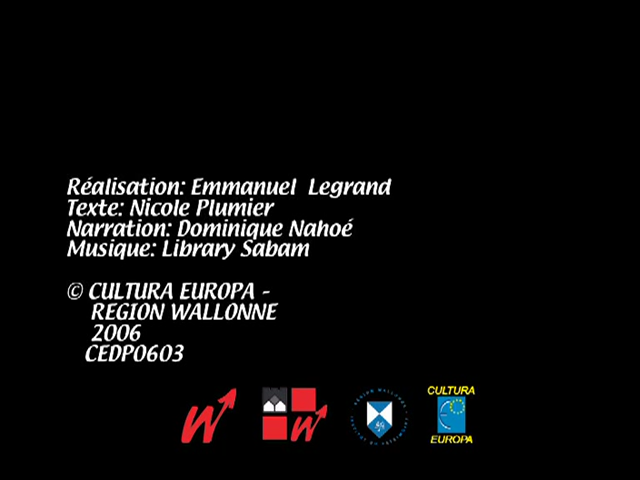 Réalisation: Emmanuel Legrand
Texte: Nicole Plumier
Narration: Dominique Nahoé
Musique: Library Sabam
© CULTURA EUROPA -
REGION WALLONNE
2006
CEDP0603
CULTURA
EUROPA